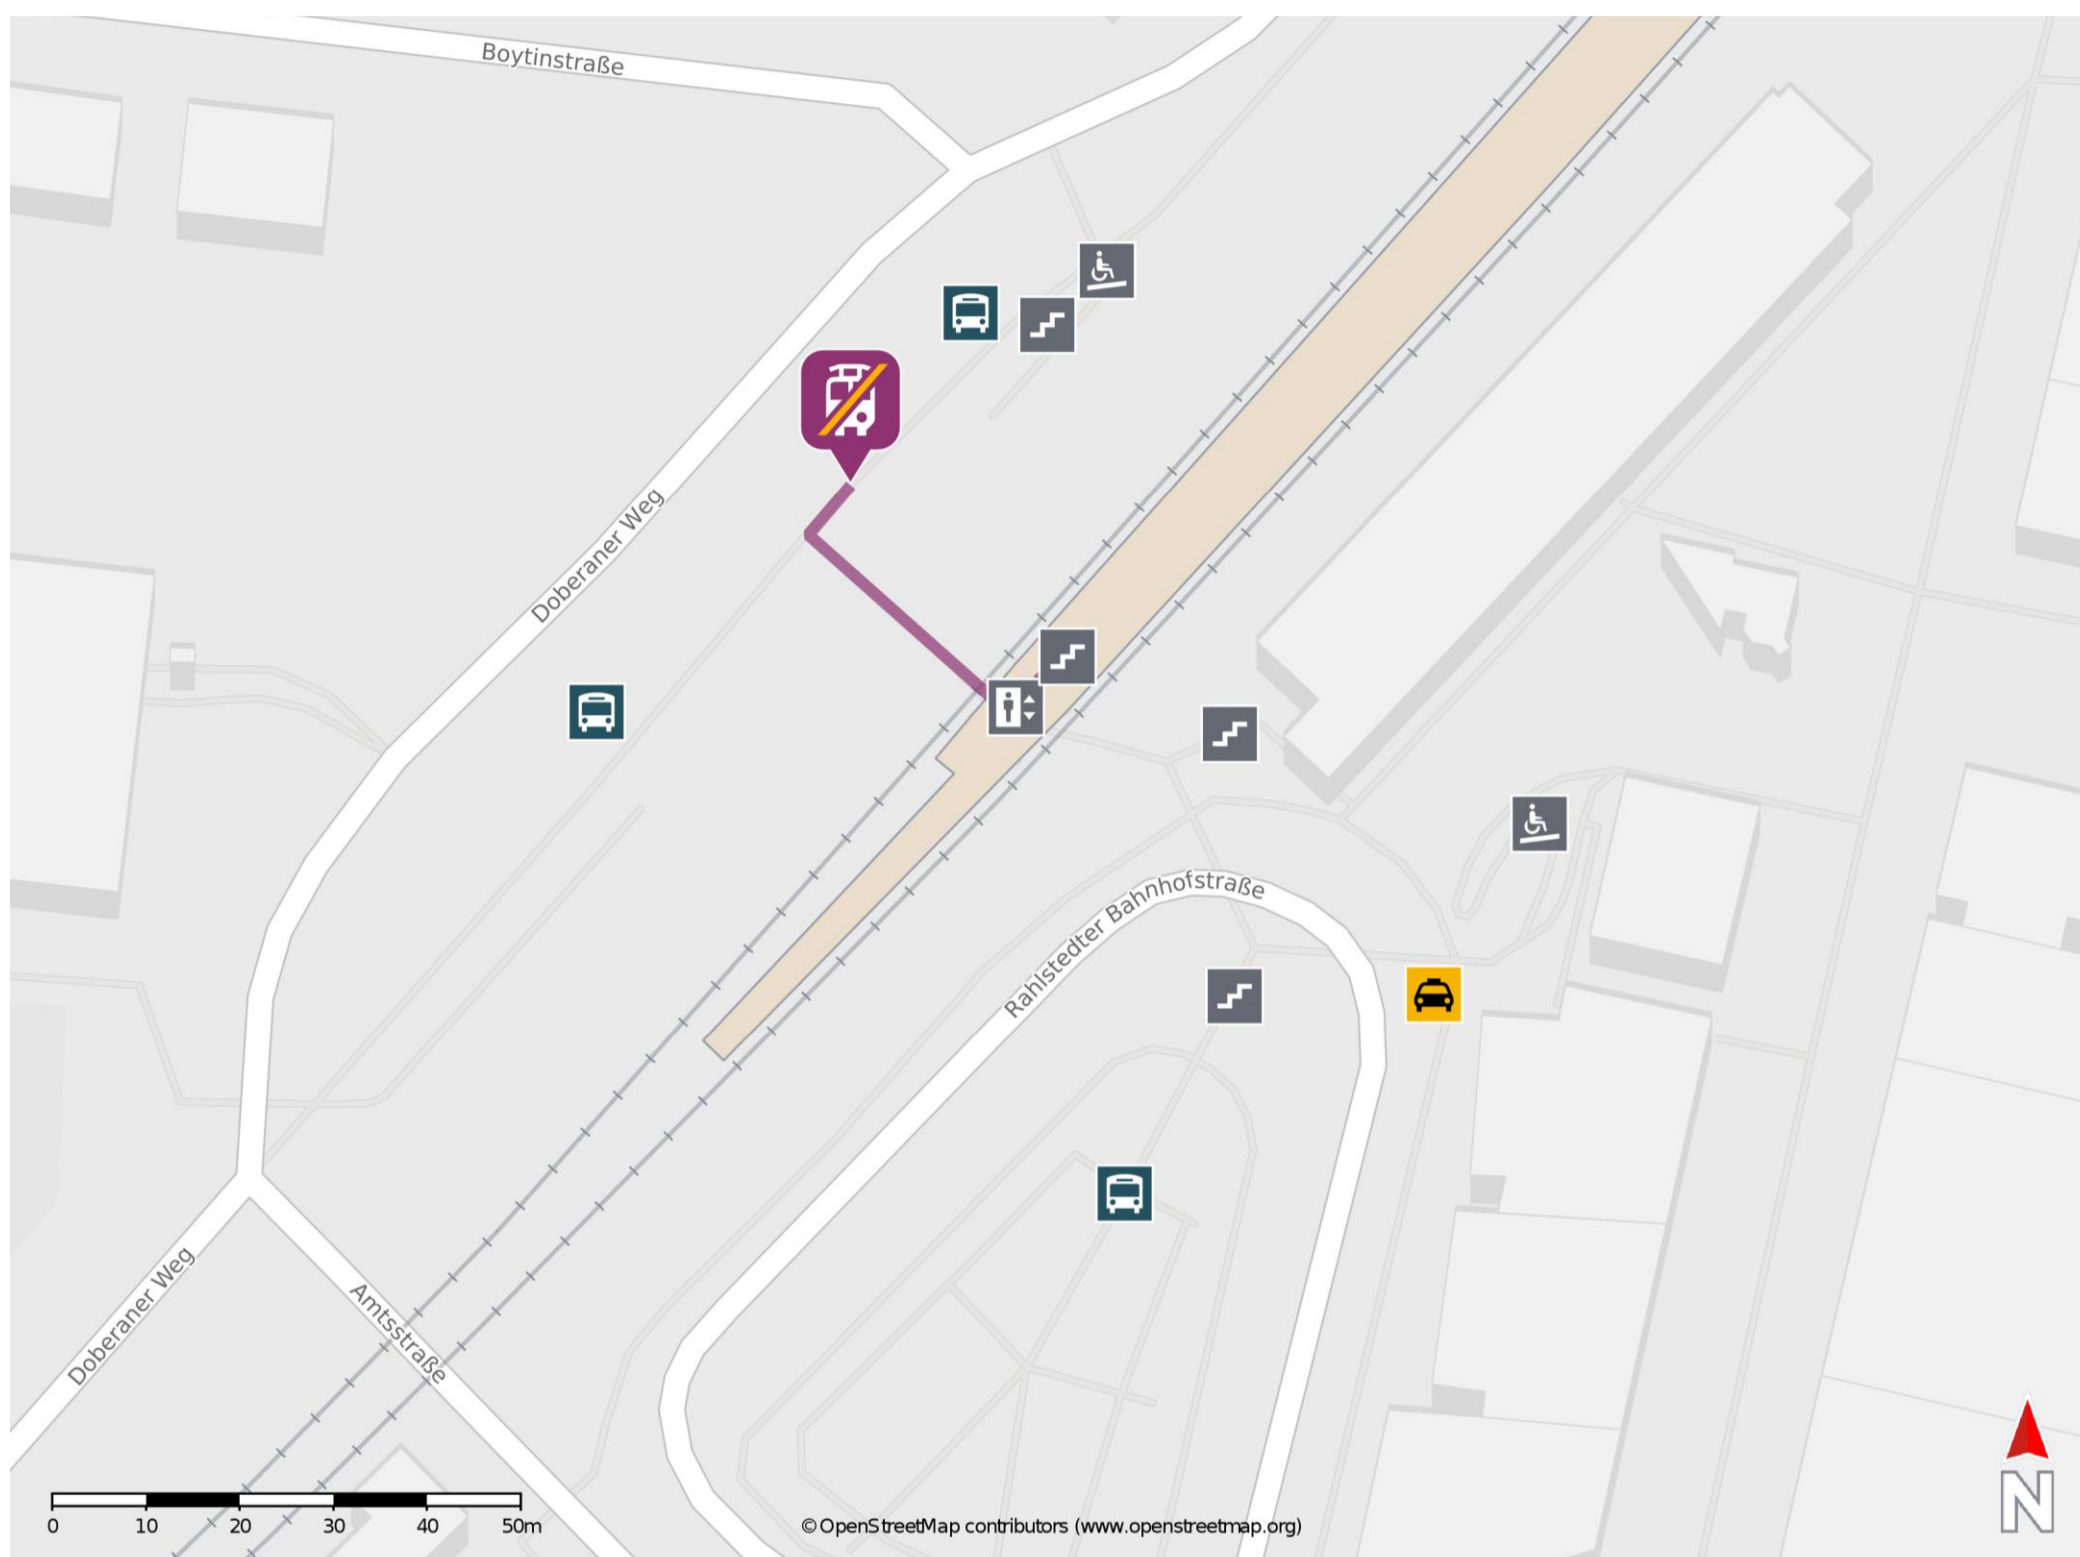 Boytinstraße
Doberaner Weg
Rahlstedter Bahnhofstraße
Doberaner Weg
Amtsstraße
0 10 20 30 40 50m
© OpenStreetMap contributors (www.openstreetmap.org)
N